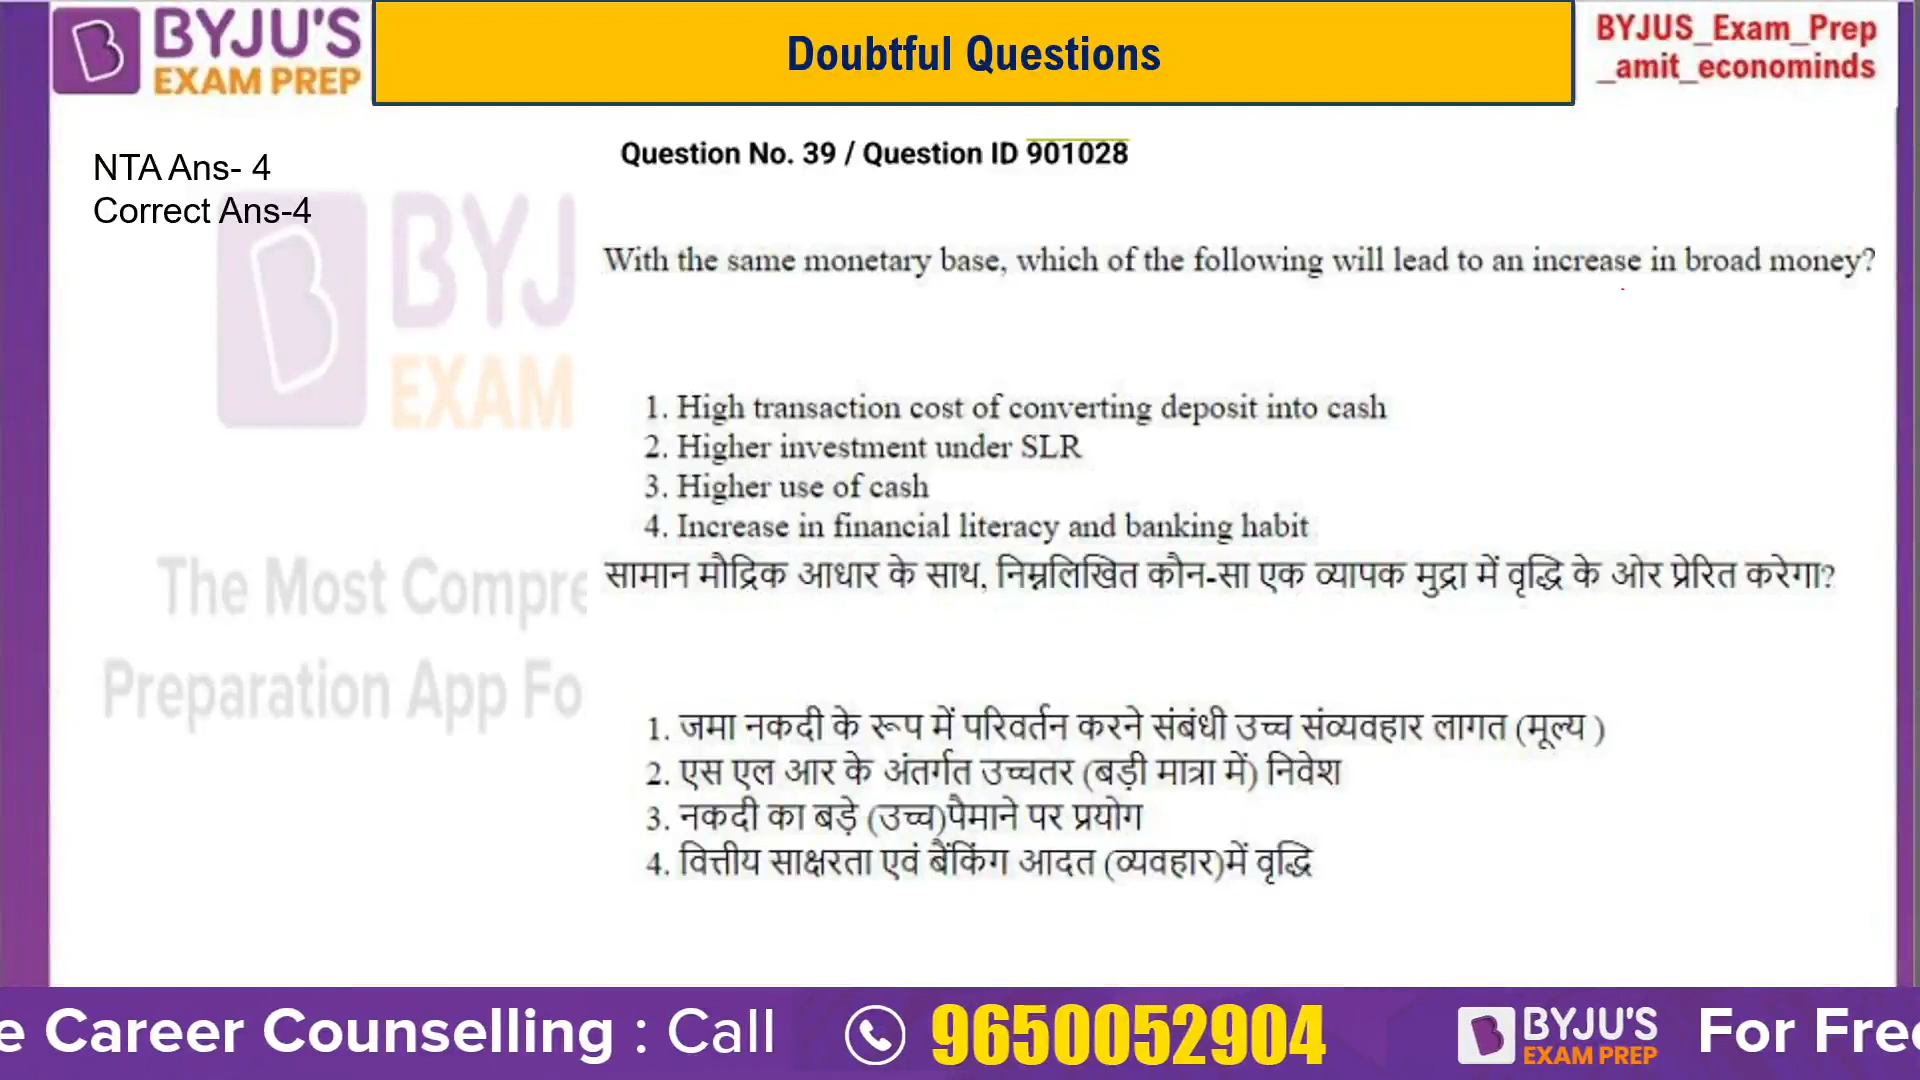 BYJU'S
EXAM PREP
Doubtful Questions
BYJUS_Exam_Prep
_amit_econominds
NTA Ans- 4
Correct Ans-4
Question No. 39 / Question ID 901028
BYJ
EXAM
With the same monetary base, which of the following will lead to an increase in broad money?
1. High transaction cost of converting deposit into cash
2. Higher investment under SLR
3. Higher use of cash
4. Increase in financial literacy and banking habit
सामान मौद्रिक आधार के साथ, निम्नलिखित कौन-सा एक व्यापक मुद्रा में वृद्धि के ओर प्रेरित करेगा?
The Most Compre
Preparation App Fo
1. जमा नकदी के रूप में परिवर्तन करने संबंधी उच्च संव्यवहार लागत (मूल्य )
2. एस एल आर के अंतर्गत उच्चतर (बड़ी मात्रा में) निवेश
3. नकदी का बड़े (उच्च)पैमाने पर प्रयोग
4. वित्तीय साक्षरता एवं बैंकिंग आदत (व्यवहार)में वृद्धि
e Career Counselling : Call 9650052904
BYJU'S
EXAM PREP
For Free